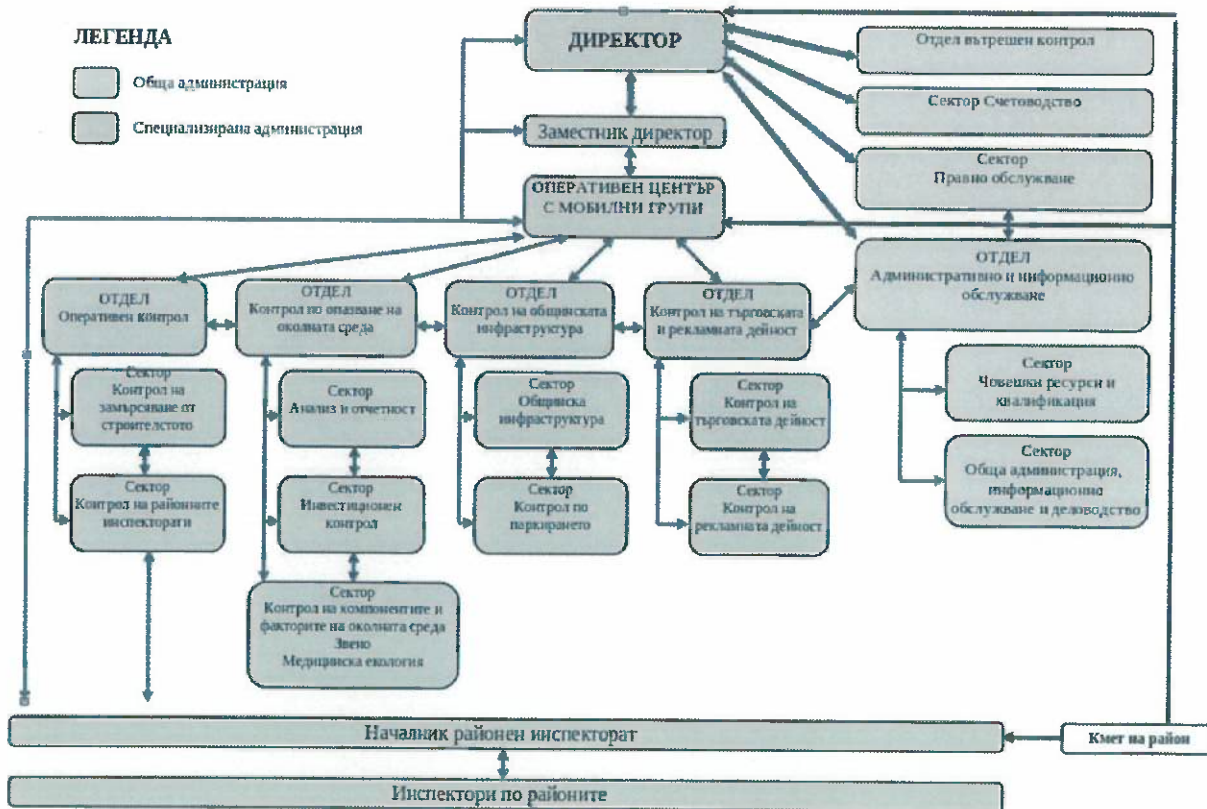 ЛЕГЕНДА
Обща администрация
Специализирана администрация
ДИРЕКТОР
Заместник директор
ОПЕРАТИВЕН ЦЕНТЪР
С МОБИЛНИ ГРУПИ
Отдел вътрешен контрол
Сектор Счетоводство
Сектор
Правно обслужване
ОТДЕЛ
Административно и информационно
обслужване
ОТДЕЛ
Оперативен контрол
ОТДЕЛ
Контрол по опазване на
околната среда
ОТДЕЛ
Контрол на общинската
инфраструктура
ОТДЕЛ
Контрол на търговската
и рекламната дейност
Сектор
Контрол на
замърсяване от
строителстото
Сектор
Контрол на районните
инспекторати
Сектор
Анализ и отчетност
Сектор
Инвестиционен
контрол
Сектор
Контрол на компонентите и
факторите на околната среда
Звено
Медицинска екология
Сектор
Общинска
инфраструктура
Сектор
Контрол по
паркирането
Сектор
Контрол на
търговската дейност
Сектор
Контрол на
рекламната дейност
Сектор
Човешки ресурси и
квалификация
Сектор
Обща администрация,
информационно
обслужване и деловодство
Началник районен инспекторат
Кмет на район
Инспектори по районите